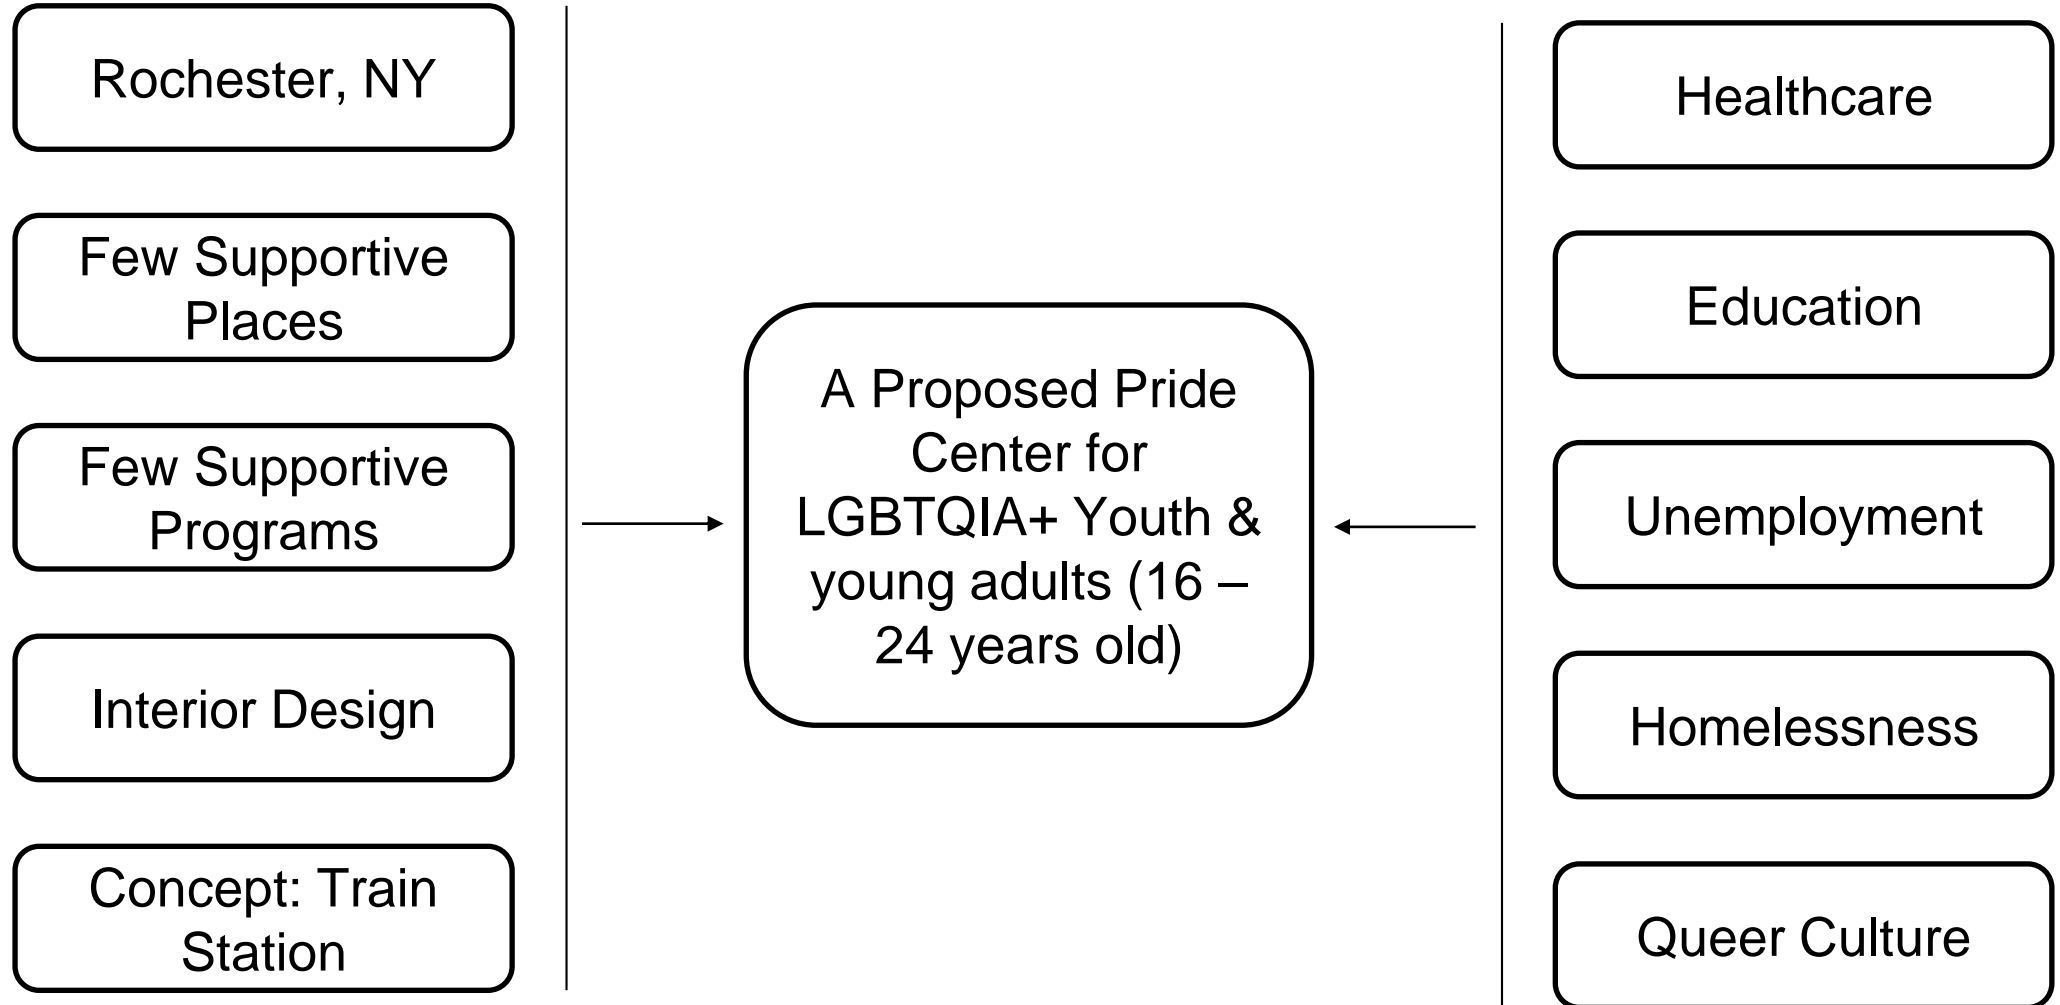 Rochester, NY
Few Supportive
Places
Few Supportive
Programs
Interior Design
Concept: Train
Station
A Proposed Pride
Center for
LGBTQIA+ Youth &
young adults (16 –
24 years old)
Healthcare
Education
Unemployment
Homelessness
Queer Culture